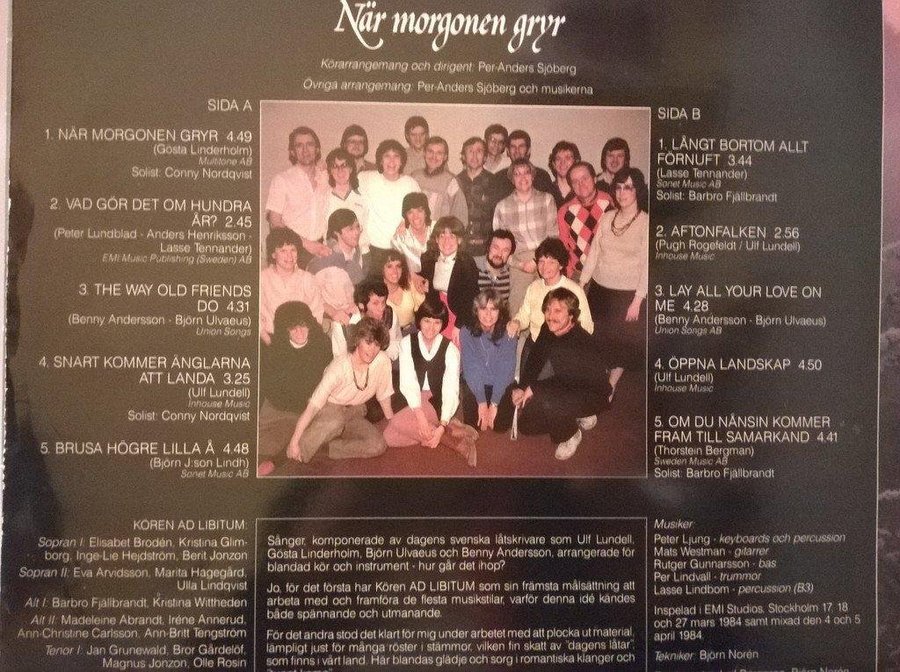 När morgonen gryr
Körarrangemang och dirigent: Per-Anders Sjöberg
Övriga arrangemang: Per-Anders Sjöberg och musikerna
SIDA A
1. NÄR MORGONEN GRYR 4.49
(Gösta Linderholm)
Multitone AB
Solist: Conny Nordqvist
2. VAD GÖR DET OM HUNDRA
ÅR? 2.45
(Peter Lundblad - Anders Henriksson -
Lasse Tennander)
EMI Music Publishing (Sweden) AB
3. THE WAY OLD FRIENDS
DO 4.31
(Benny Andersson - Björn Ulvaeus)
Union Songs
4. SNART KOMMER ÄNGLARNA
ATT LANDA 3.25
(Ulf Lundell)
Inhouse Music
Solist: Conny Nordqvist
5. BRUSA HÖGRE LILLA Å 4.48
(Björn J:son Lindh)
Sonet Music AB
SIDA B
1. LÅNGT BORTOM ALLT
FÖRNUFT 3.44
(Lasse Tennander)
Sonet Music AB
Solist: Barbro Fjällbrandt
2. AFTONFALKEN 2.56
(Pugh Rogefeldt / Ulf Lundell)
Inhouse Music
3. LAY ALL YOUR LOVE ON
ME 4.28
(Benny Andersson - Björn Ulvaeus)
Union Songs AB
4. ÖPPNA LANDSKAP 4.50
(Ulf Lundell)
Inhouse Music
5. OM DU NÅNSIN KOMMER
FRAM TILL SAMARKAND 4.41
(Thorstein Bergman)
Sweden Music AB
Solist: Barbro Fjällbrandt
KÖREN AD LIBITUM:
Sopran I: Elisabet Brodén, Kristina Glim-
borg, Inge-Lie Hejdström, Berit Jonzon
Sopran II: Eva Arvidsson, Marita Hagegård,
Ulla Lindqvist
Alt I: Barbro Fjällbrandt, Kristina Wittheden
Alt II: Madeleine Abrandt, Iréne Annerud,
Ann-Christine Carlsson, Ann-Britt Tengström
Tenor I: Jan Grunewald, Bror Gårdelöf,
Magnus Jonzon, Olle Rosin
Sånger, komponerade av dagens svenska låtskrivare som Ulf Lundell,
Gösta Linderholm, Björn Ulvaeus och Benny Andersson, arrangerade för
blandad kör och instrument - hur går det ihop?
Jo, för det första har Kören AD LIBITUM som sin främsta målsättning att
arbeta med och framföra de flesta musikstilar, varför denna idé kändes
både spännande och utmanande.
För det andra stod det klart för mig under arbetet med att plocka ut material,
lämpligt just för många röster i stämmor, vilken fin skatt av "dagens låtar",
som finns i vårt land. Här blandas glädje och sorg i romantiska klanger och
Musiker
Peter Ljung - keyboards och percussion
Mats Westman - gitarrer
Rutger Gunnarsson - bas
Per Lindvall - trummor
Lasse Lindbom - percussion (B3)
Inspelad i EMI Studios, Stockholm 17, 18
och 27 mars 1984 samt mixad den 4 och 5
april 1984.
Tekniker: Björn Norén